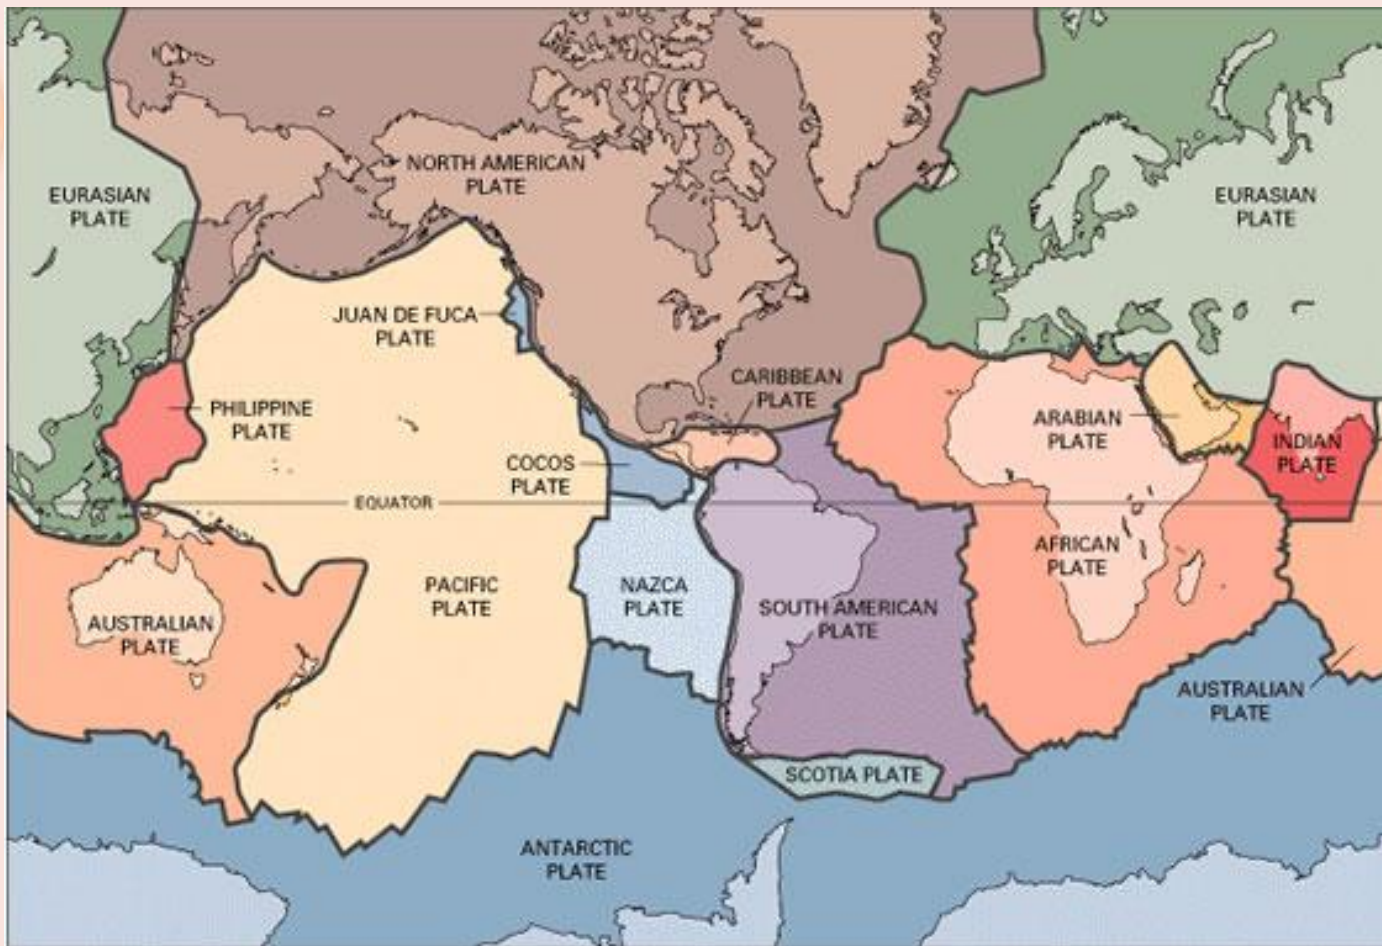 NORTH AMERICAN
PLATE
EURASIAN
PLATE
EURASIAN
PLATE
JUAN DE FUCA
PLATE
CARIBBEAN
PLATE
PHILIPPINE
PLATE
ARABIAN
PLATE
INDIAN
PLATE
COCOS
PLATE
EQUATOR
AFRICAN
PLATE
PACIFIC
PLATE
NAZCA
PLATE
SOUTH AMERICAN
PLATE
AUSTRALIAN
PLATE
AUSTRALIAN
PLATE
SCOTIA PLATE
ANTARCTIC
PLATE